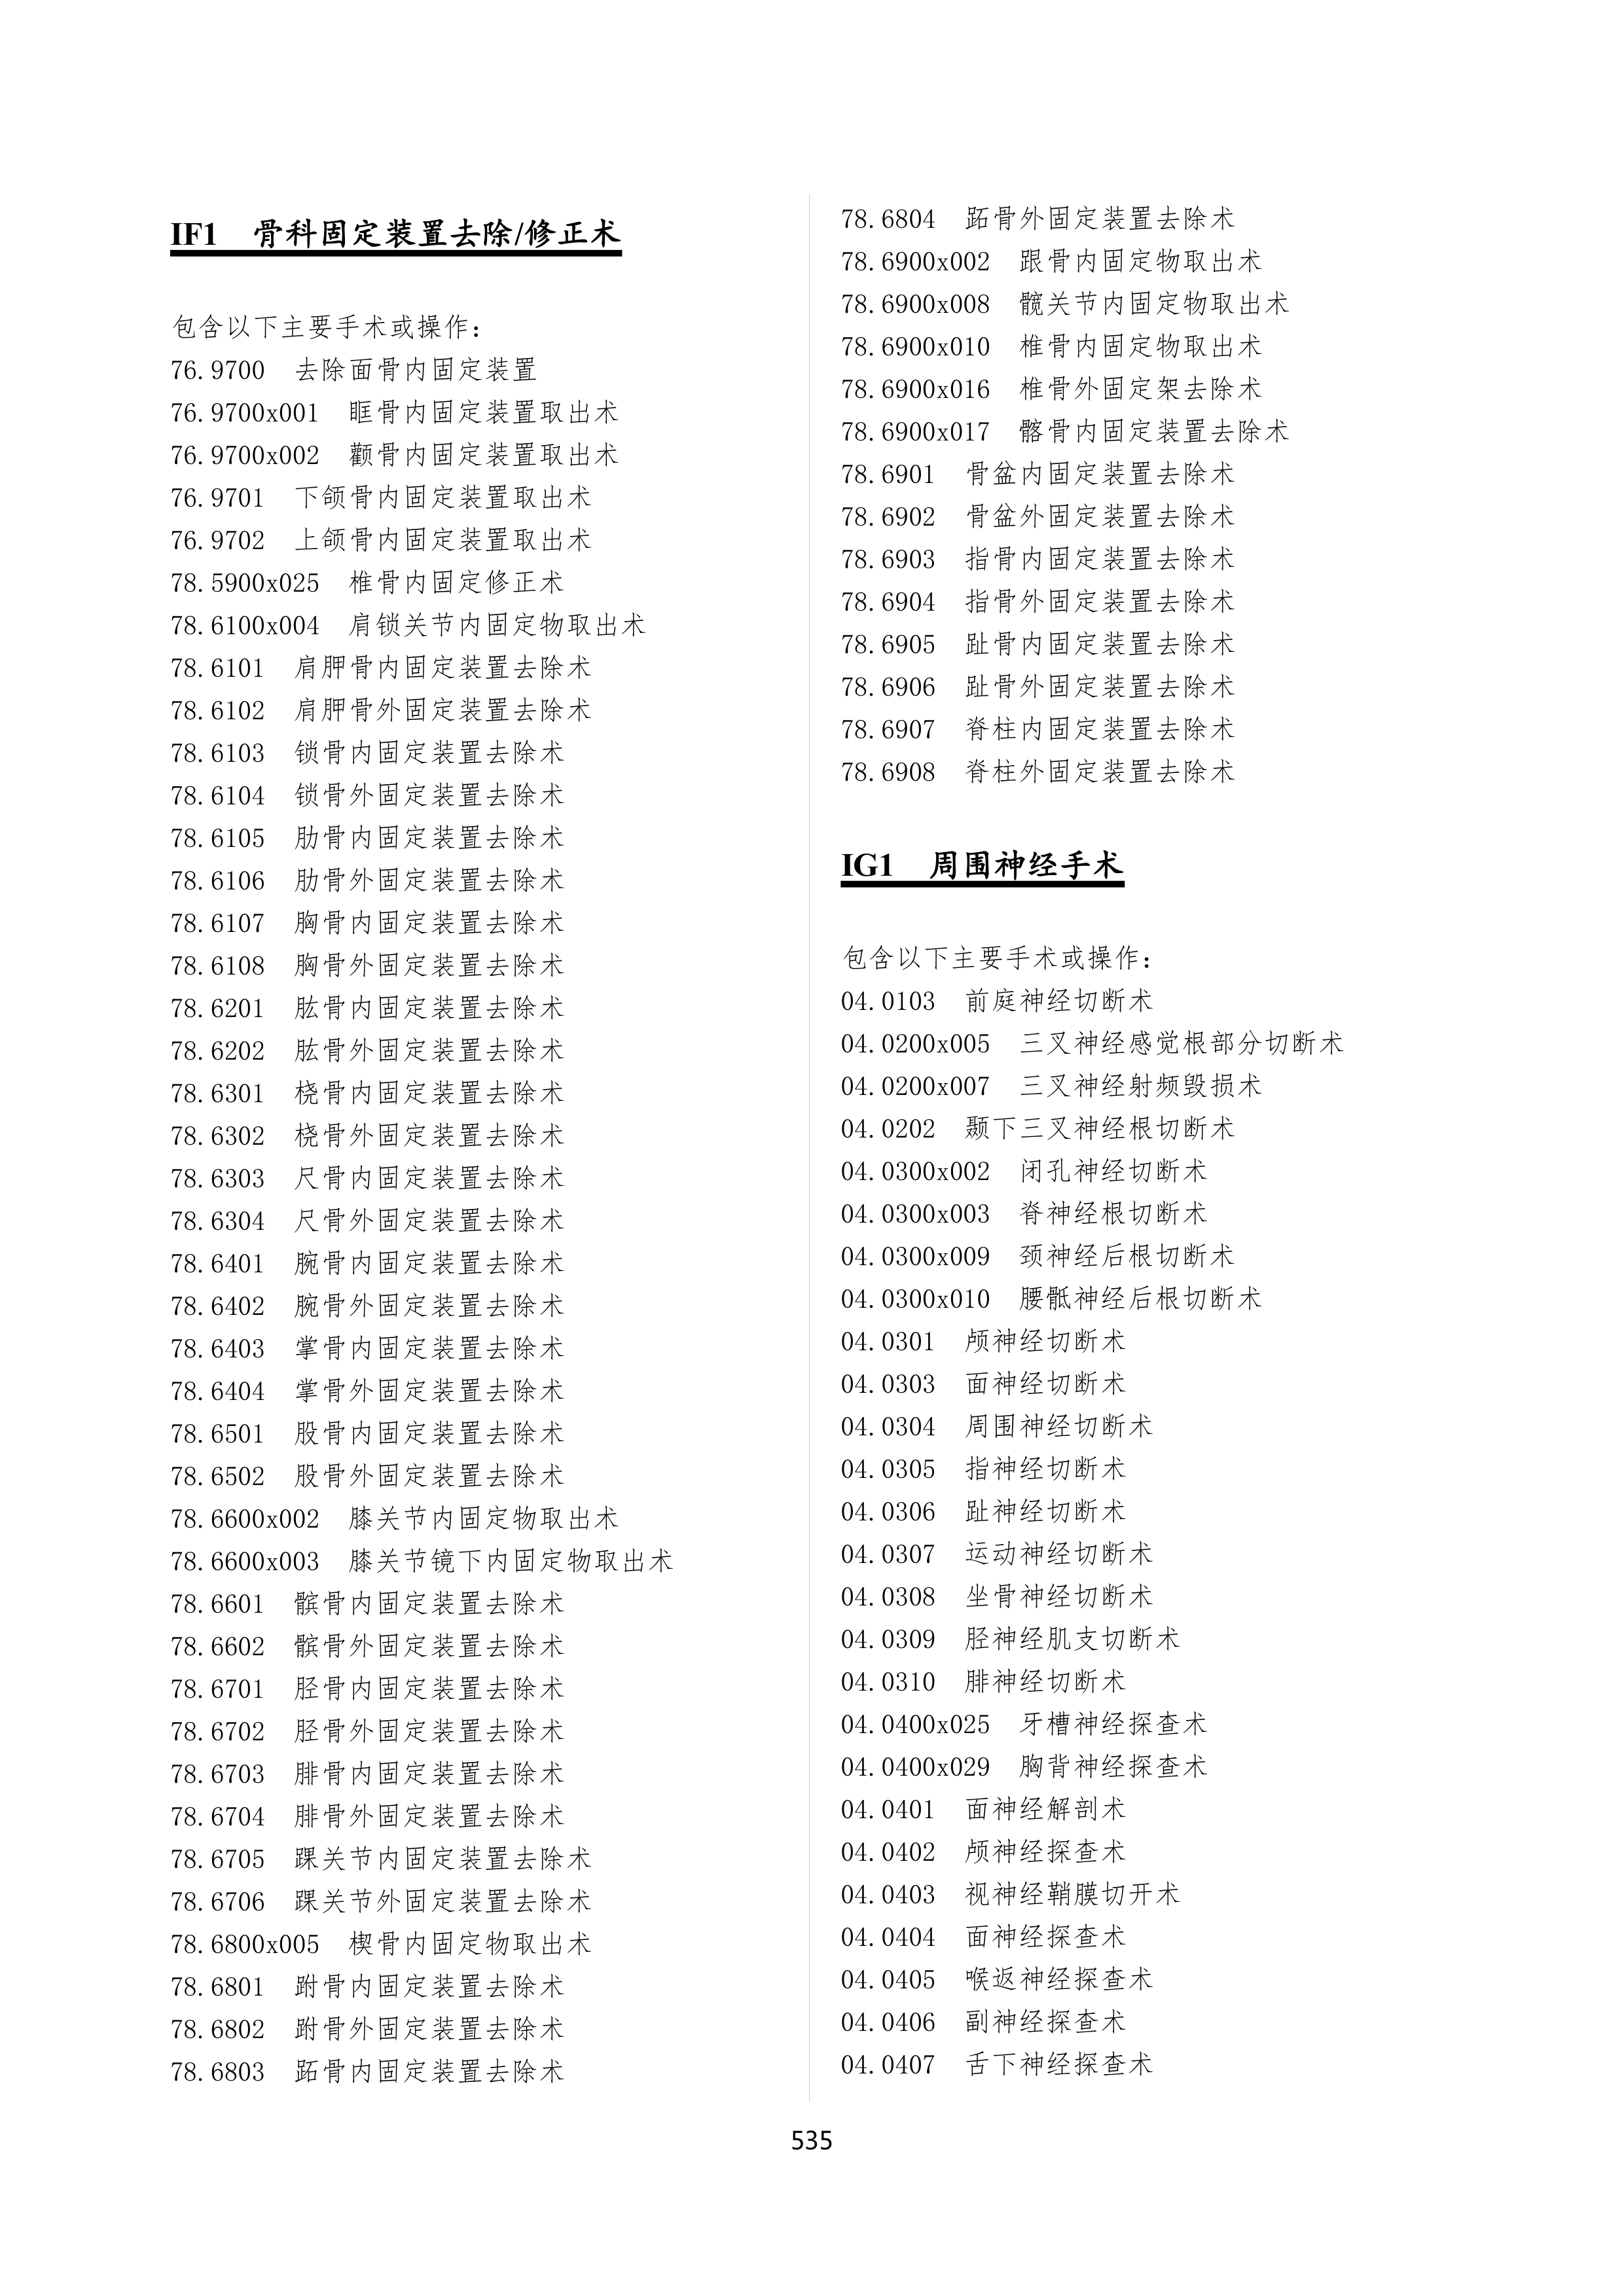 IF1 骨科固定装置去除/修正术
包含以下主要手术或操作:
76.9700 去除面骨内固定装置
76.9700x001 眶骨内固定装置取出术
76.9700x002 颧骨内固定装置取出术
76.9701 下颌骨内固定装置取出术
76.9702 上颌骨内固定装置取出术
78.5900x025 椎骨内固定修正术
78.6100x004 肩锁关节内固定物取出术
78.6101 肩胛骨内固定装置去除术
78.6102 肩胛骨外固定装置去除术
78.6103 锁骨内固定装置去除术
78.6104 锁骨外固定装置去除术
78.6105 肋骨内固定装置去除术
78.6106 肋骨外固定装置去除术
78.6107 胸骨内固定装置去除术
78.6108 胸骨外固定装置去除术
78.6201 肱骨内固定装置去除术
78.6202 肱骨外固定装置去除术
78.6301 桡骨内固定装置去除术
78.6302 桡骨外固定装置去除术
78.6303 尺骨内固定装置去除术
78.6304 尺骨外固定装置去除术
78.6401 腕骨内固定装置去除术
78.6402 腕骨外固定装置去除术
78.6403 掌骨内固定装置去除术
78.6404 掌骨外固定装置去除术
78.6501 股骨内固定装置去除术
78.6502 股骨外固定装置去除术
78.6600x002 膝关节内固定物取出术
78.6600x003 膝关节镜下内固定物取出术
78.6601 髌骨内固定装置去除术
78.6602 髌骨外固定装置去除术
78.6701 胫骨内固定装置去除术
78.6702 胫骨外固定装置去除术
78.6703 腓骨内固定装置去除术
78.6704 腓骨外固定装置去除术
78.6705 踝关节内固定装置去除术
78.6706 踝关节外固定装置去除术
78.6800x005 楔骨内固定物取出术
78.6801 跗骨内固定装置去除术
78.6802 跗骨外固定装置去除术
78.6803 跖骨内固定装置去除术
78.6804 跖骨外固定装置去除术
78.6900x002 跟骨内固定物取出术
78.6900x008 髋关节内固定物取出术
78.6900x010 椎骨内固定物取出术
78.6900x016 椎骨外固定架去除术
78.6900x017 髂骨内固定装置去除术
78.6901 骨盆内固定装置去除术
78.6902 骨盆外固定装置去除术
78.6903 指骨内固定装置去除术
78.6904 指骨外固定装置去除术
78.6905 趾骨内固定装置去除术
78.6906 趾骨外固定装置去除术
78.6907 脊柱内固定装置去除术
78.6908 脊柱外固定装置去除术
IG1 周围神经手术
包含以下主要手术或操作:
04.0103 前庭神经切断术
04.0200x005 三叉神经感觉根部分切断术
04.0200x007 三叉神经射频毁损术
04.0202 颞下三叉神经根切断术
04.0300x002 闭孔神经切断术
04.0300x003 脊神经根切断术
04.0300x009 颈神经后根切断术
04.0300x010 腰骶神经后根切断术
04.0301 颅神经切断术
04.0303 面神经切断术
04.0304 周围神经切断术
04.0305 指神经切断术
04.0306 趾神经切断术
04.0307 运动神经切断术
04.0308 坐骨神经切断术
04.0309 胫神经肌支切断术
04.0310 腓神经切断术
04.0400x025 牙槽神经探查术
04.0400x029 胸背神经探查术
04.0401 面神经解剖术
04.0402 颅神经探查术
04.0403 视神经鞘膜切开术
04.0404 面神经探查术
04.0405 喉返神经探查术
04.0406 副神经探查术
04.0407 舌下神经探查术
535